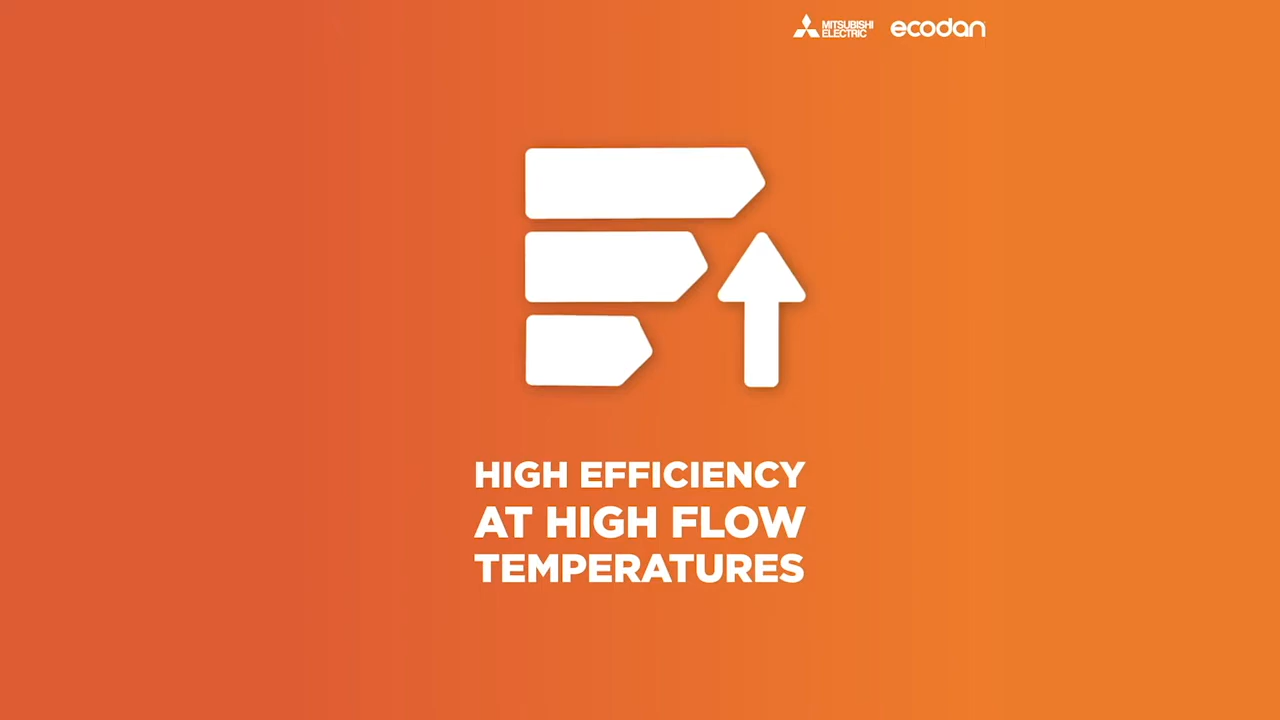 MITSUBISHI
ELECTRIC
ecodan
HIGH EFFICIENCY
AT HIGH FLOW
TEMPERATURES